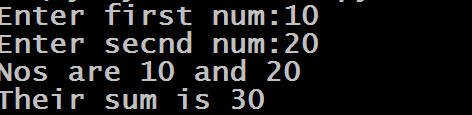 Enter first num:10
Enter secnd num:20
Nos are 10 and 20
Their sum is 30